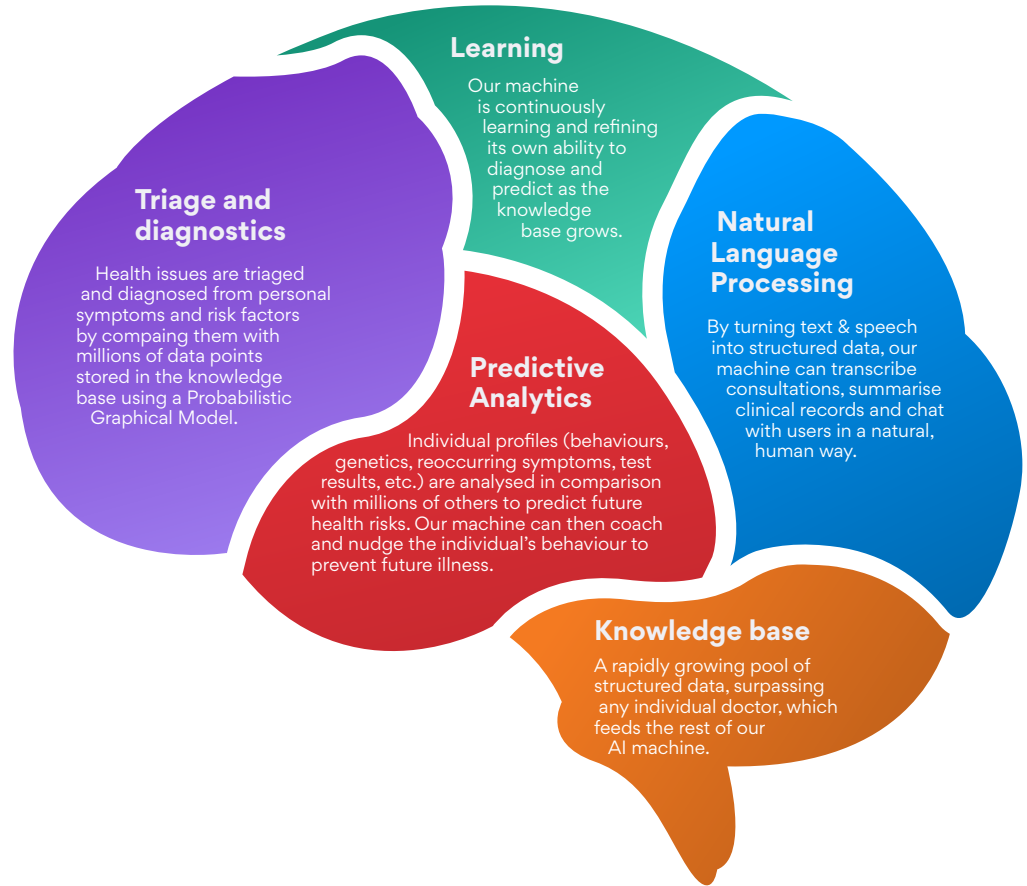 Learning
Our machine
is continuously
learning and refining
its own ability to
diagnose and
predict as the
knowledge
base grows.
Triage and
diagnostics
Health issues are triaged
and diagnosed from personal
symptoms and risk factors
by compaing them with
millions of data points
stored in the knowledge
base using a Probabilistic
Graphical Model.
Natural
Language
Processing
By turning text & speech
into structured data, our
machine can transcribe
consultations, summarise
clinical records and chat
with users in a natural,
human way.
Predictive
Analytics
Individual profiles (behaviours,
genetics, reoccurring symptoms, test
results, etc.) are analysed in comparison
with millions of others to predict future
health risks. Our machine can then coach
and nudge the individual’s behaviour to
prevent future illness.
Knowledge base
A rapidly growing pool of
structured data, surpassing
any individual doctor, which
feeds the rest of our
AI machine.